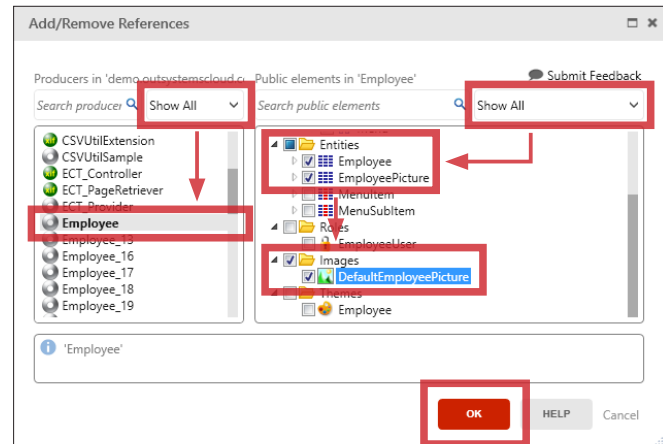 Add/Remove References
Producers in 'demo.outsystemscloud.c
Public elements in 'Employee'
Submit Feedback
Search producer
Show All
Search public elements
Show All
CSVUtilExtension
CSVUtilSample
ECT_Controller
ECT_PageRetriever
ECT_Provider
Employee
Employee_13
Employee_16
Employee_17
Employee_18
Employee_19
Entities
Employee
EmployeePicture
MenuItem
MenuSubItem
Roles
EmployeeUser
Images
DefaultEmployeePicture
Themes
Employee
'Employee'
OK
HELP
Cancel